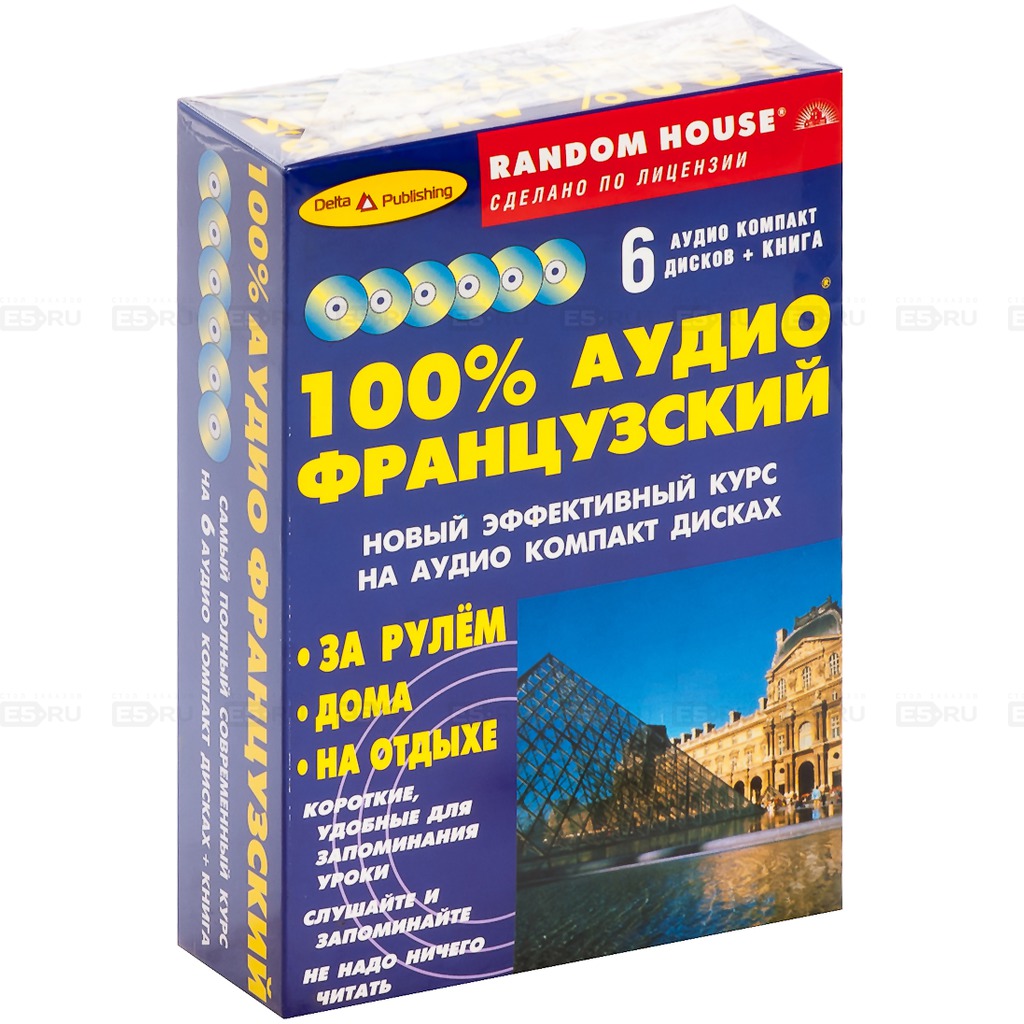 RANDOM HOUSE®
СДЕЛАНО ПО ЛИЦЕНЗИИ
Delta Publishing
6 АУДИО КОМПАКТ
ДИСКОВ + КНИГА
100% АУДИО®
ФРАНЦУЗСКИЙ
НОВЫЙ ЭФФЕКТИВНЫЙ КУРС
НА АУДИО КОМПАКТ ДИСКАХ
• ЗА РУЛЁМ
• ДОМА
• НА ОТДЫХЕ
КОРОТКИЕ,
УДОБНЫЕ ДЛЯ
ЗАПОМИНАНИЯ
УРОКИ
СЛУШАЙТЕ И
ЗАПОМИНАЙТЕ
НЕ НАДО НИЧЕГО
ЧИТАТЬ
100% АУДИО ФРАНЦУЗСКИЙ
САМЫЙ ПОЛНЫЙ СОВРЕМЕННЫЙ КУРС
НА 6 АУДИО КОМПАКТ ДИСКАХ + КНИГА